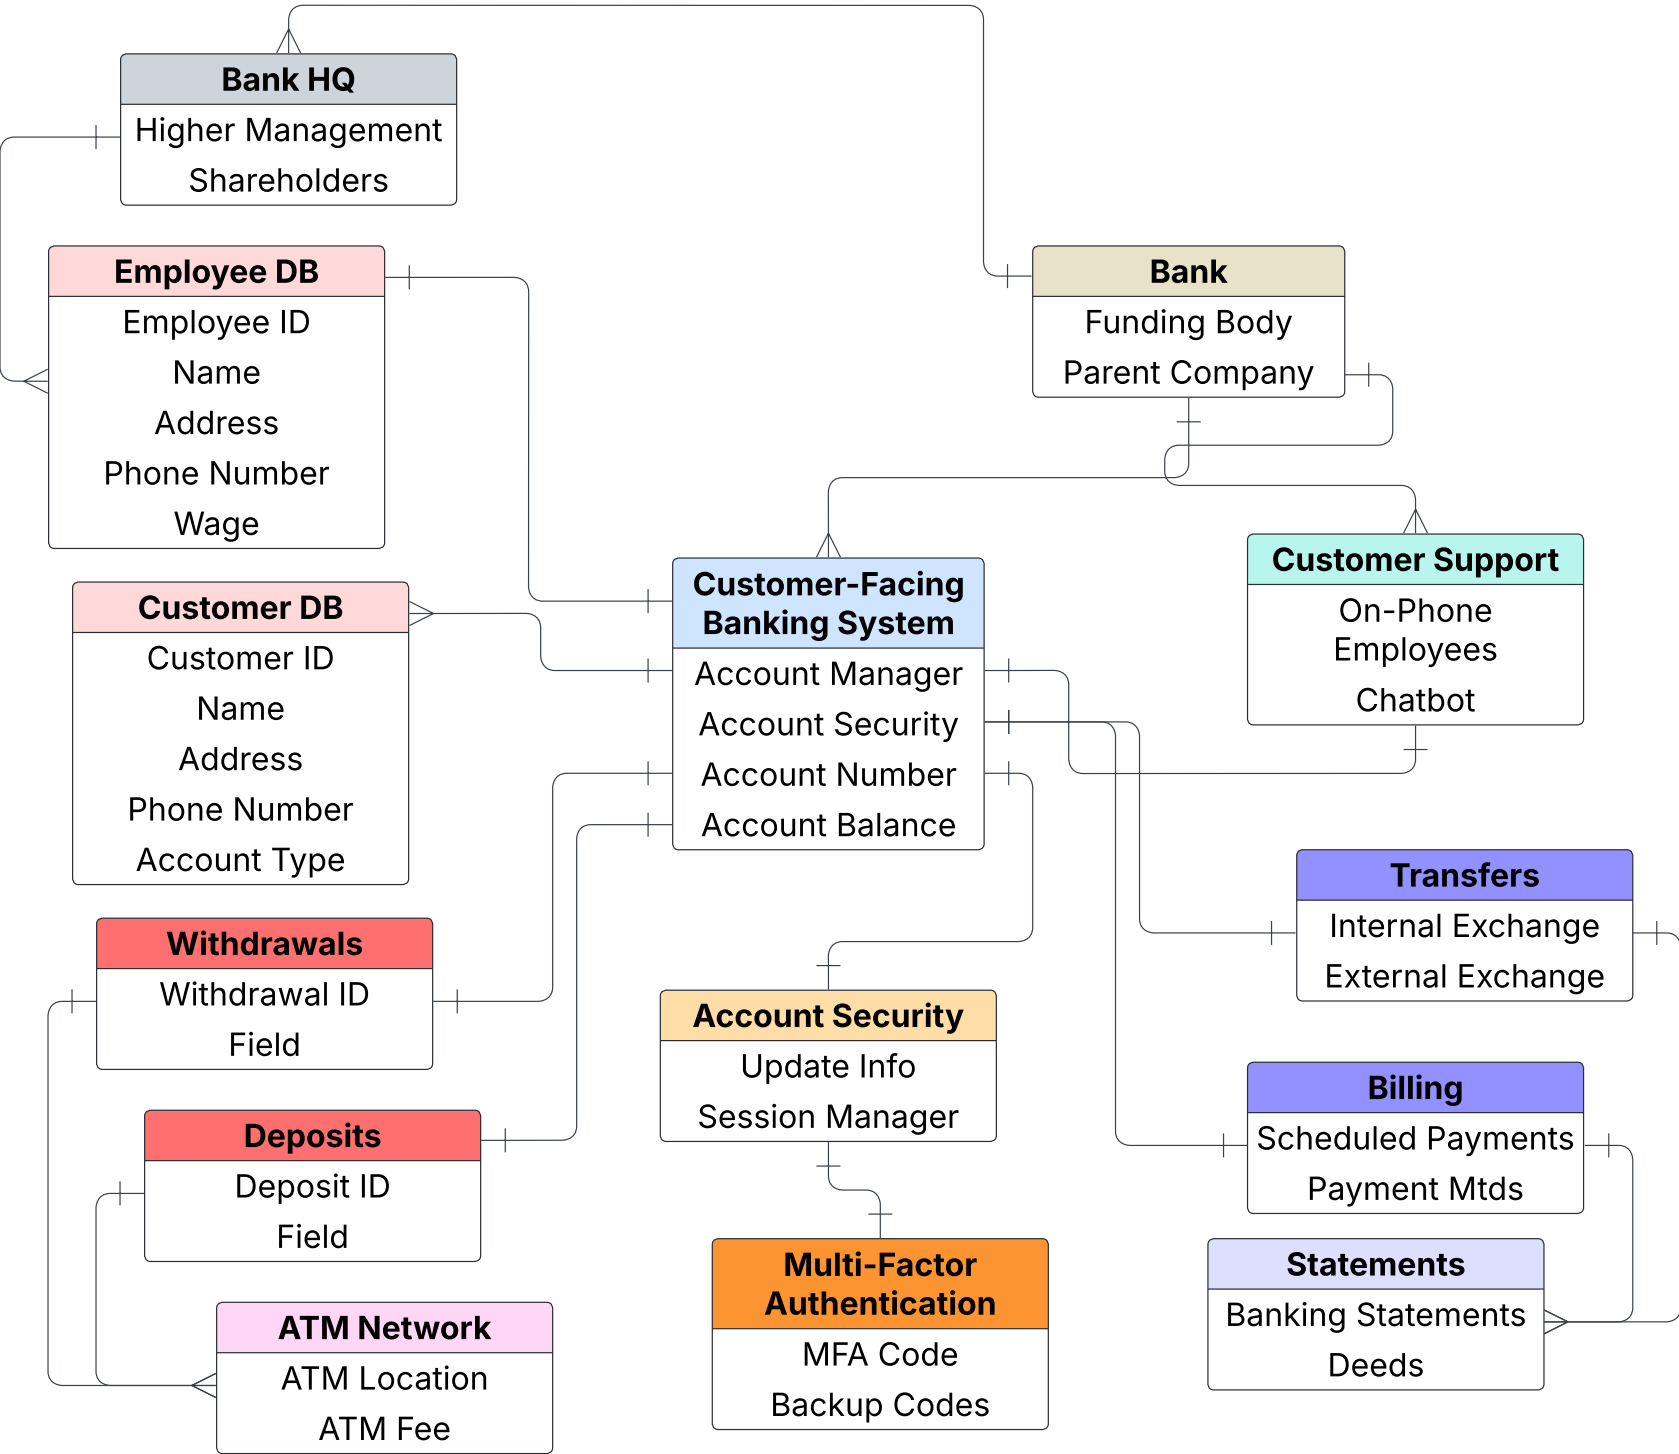 Bank HQ
Higher Management
Shareholders
Employee DB
Employee ID
Name
Address
Phone Number
Wage
Bank
Funding Body
Parent Company
Customer DB
Customer ID
Name
Address
Phone Number
Account Type
Customer-Facing
Banking System
Account Manager
Account Security
Account Number
Account Balance
Customer Support
On-Phone
Employees
Chatbot
Withdrawals
Withdrawal ID
Field
Deposits
Deposit ID
Field
ATM Network
ATM Location
ATM Fee
Account Security
Update Info
Session Manager
Multi-Factor
Authentication
MFA Code
Backup Codes
Transfers
Internal Exchange
External Exchange
Billing
Scheduled Payments
Payment Mtds
Statements
Banking Statements
Deeds